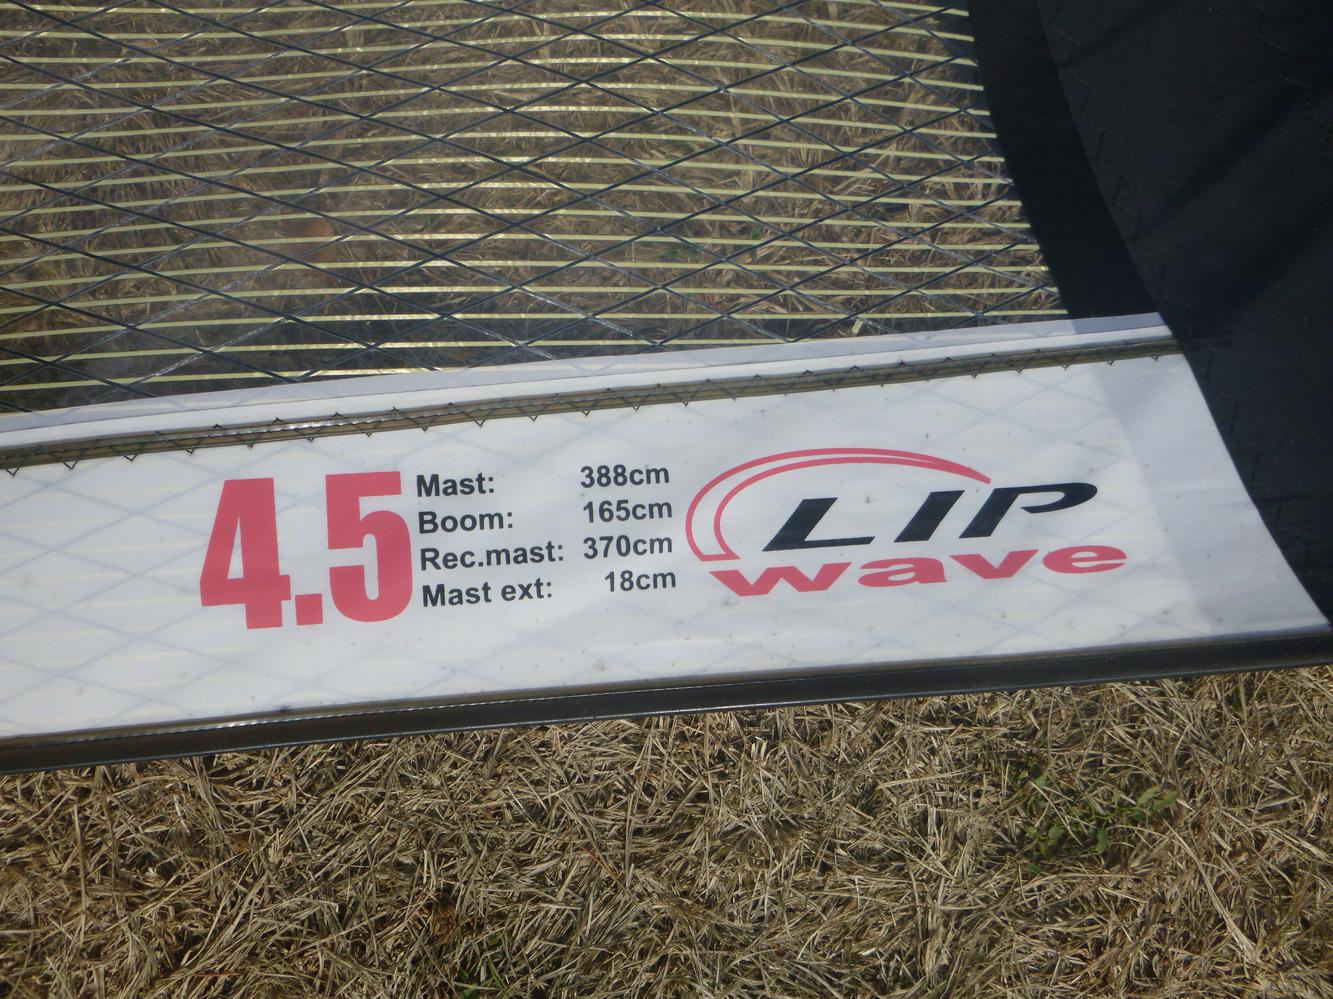 4.5
Mast: 388cm
Boom: 165cm
Rec.mast: 370cm
Mast ext: 18cm
LIP
wave